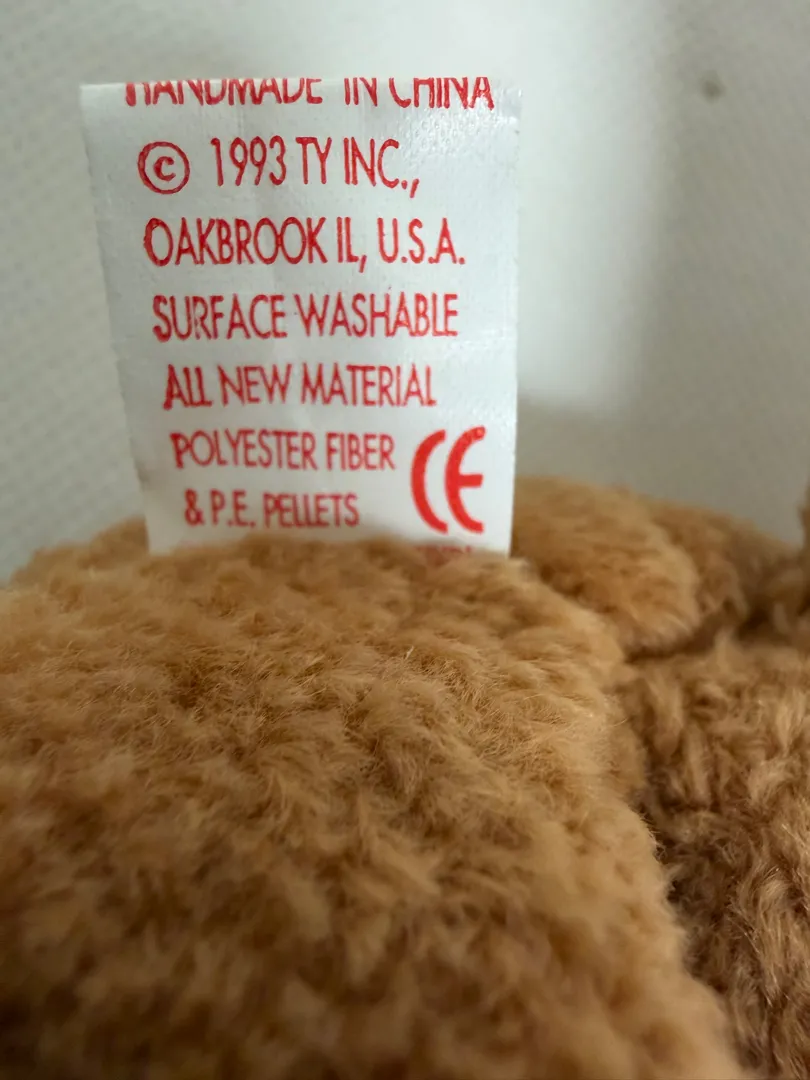 HANDMADE IN CHINA
© 1993 TY INC.,
OAKBROOK IL, U.S.A.
SURFACE WASHABLE
ALL NEW MATERIAL
POLYESTER FIBER
& P.E. PELLETS CE